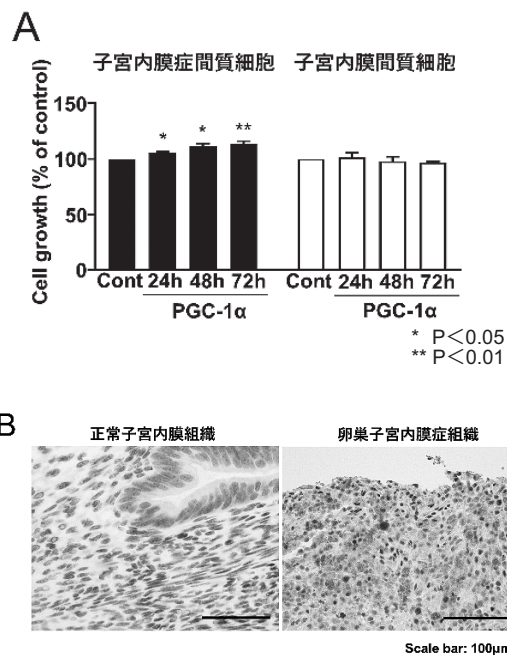 A
子宮内膜症間質細胞 子宮内膜間質細胞
Cell growth (% of control)
150
100
50
0
* * **
Cont 24h 48h 72h Cont 24h 48h 72h
PGC-1α PGC-1α
* P<0.05
** P<0.01
B
正常子宮内膜組織 卵巣子宮内膜症組織
Scale bar: 100μm